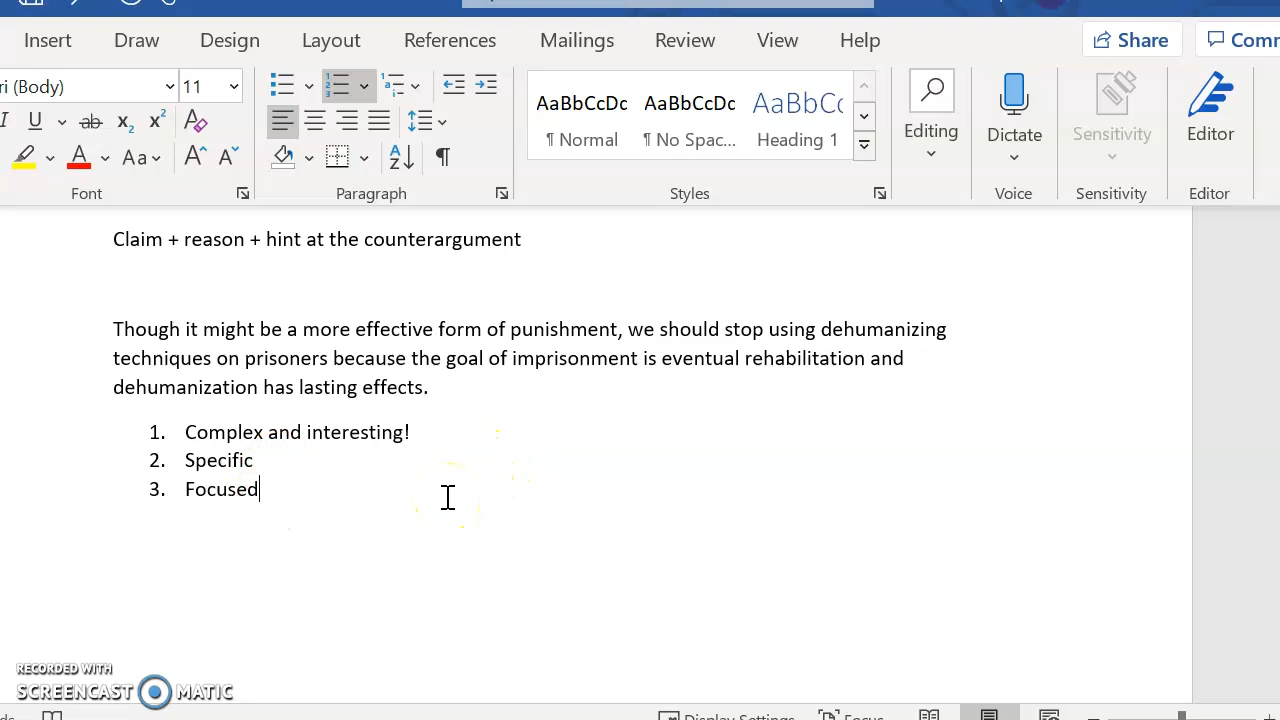 Insert Draw Design Layout References Mailings Review View Help Share
(Body) 11 AaBbCcDc AaBbCcDc AaBbCc
¶ Normal ¶ No Spac... Heading 1 Editing Dictate Sensitivity Editor
Font Paragraph Styles Voice Sensitivity Editor
Claim + reason + hint at the counterargument
Though it might be a more effective form of punishment, we should stop using dehumanizing
techniques on prisoners because the goal of imprisonment is eventual rehabilitation and
dehumanization has lasting effects.
1. Complex and interesting!
2. Specific
3. Focused
RECORDED WITH
SCREENCAST MATIC
Display Settings Focus